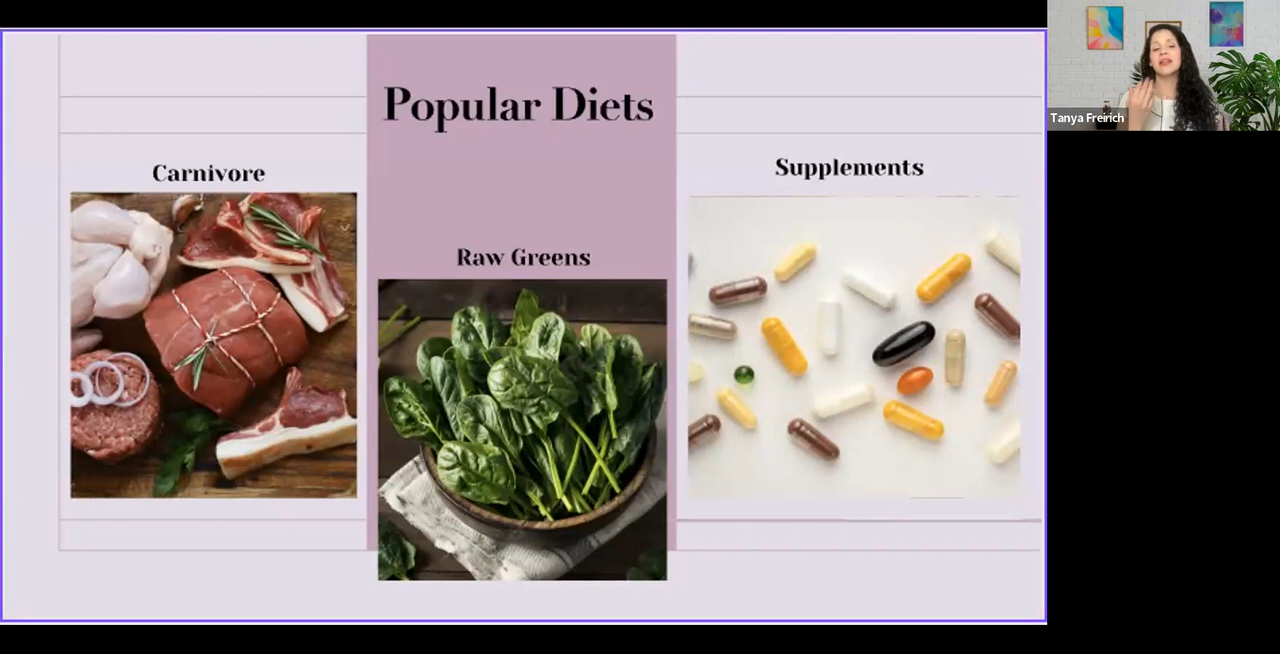 Popular Diets
Carnivore
Raw Greens
Supplements
Tanya Freirich